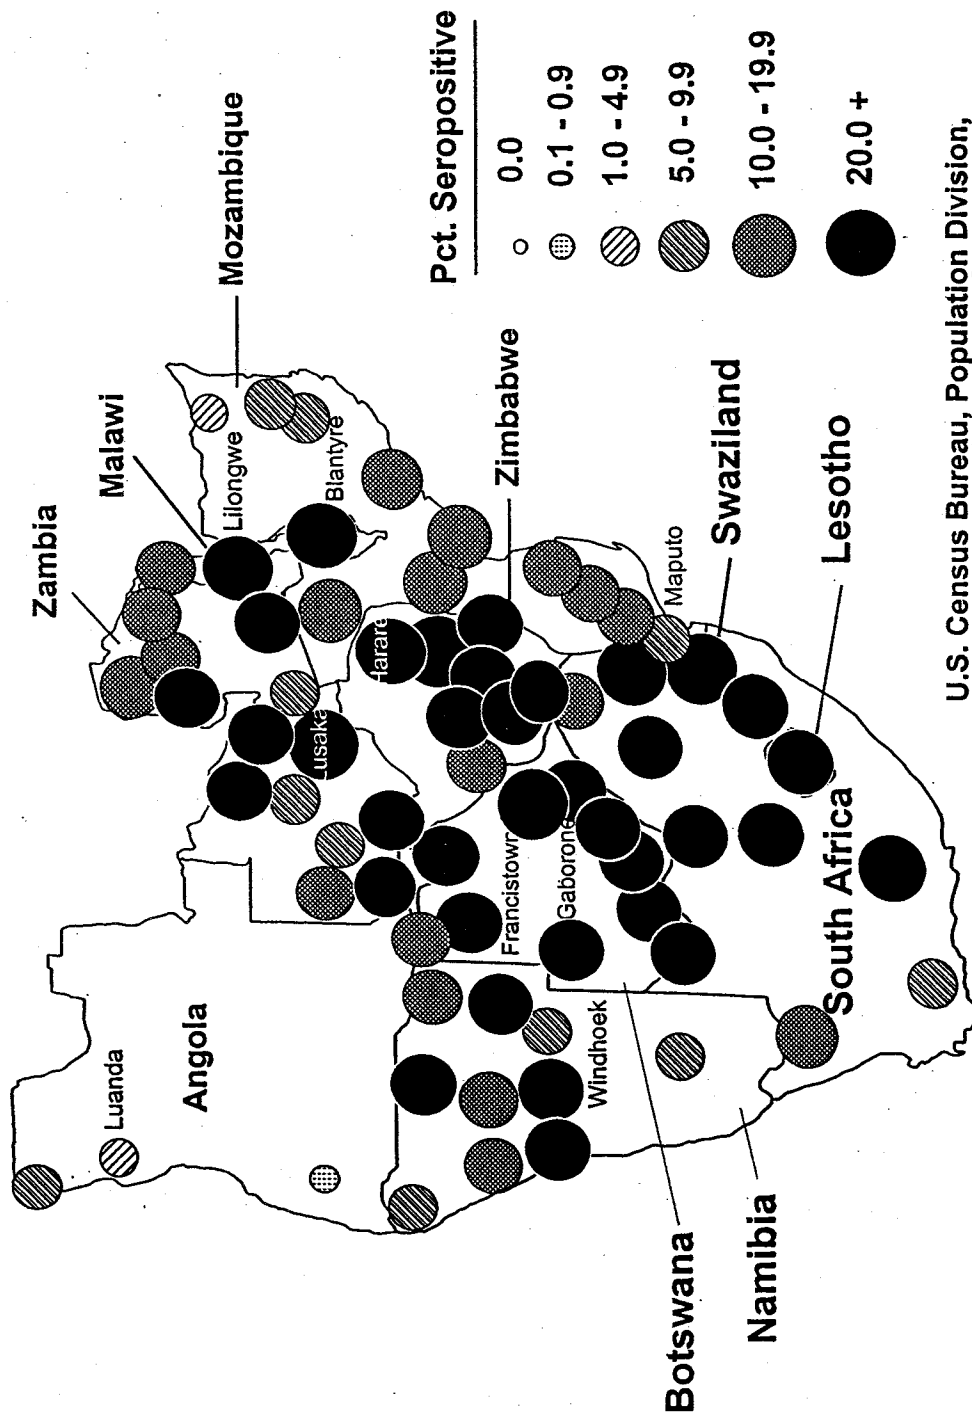 Zambia
Malawi
Mozambique
Lilongwe
Blantyre
Luanda
Angola
Lusaka
Harare
Zimbabwe
Francistown
Gaborone
Windhoek
Maputo
Swaziland
Lesotho
South Africa
Botswana
Namibia
Pct. Seropositive
0.0
0.1 - 0.9
1.0 - 4.9
5.0 - 9.9
10.0 - 19.9
20.0 +
U.S. Census Bureau, Population Division,